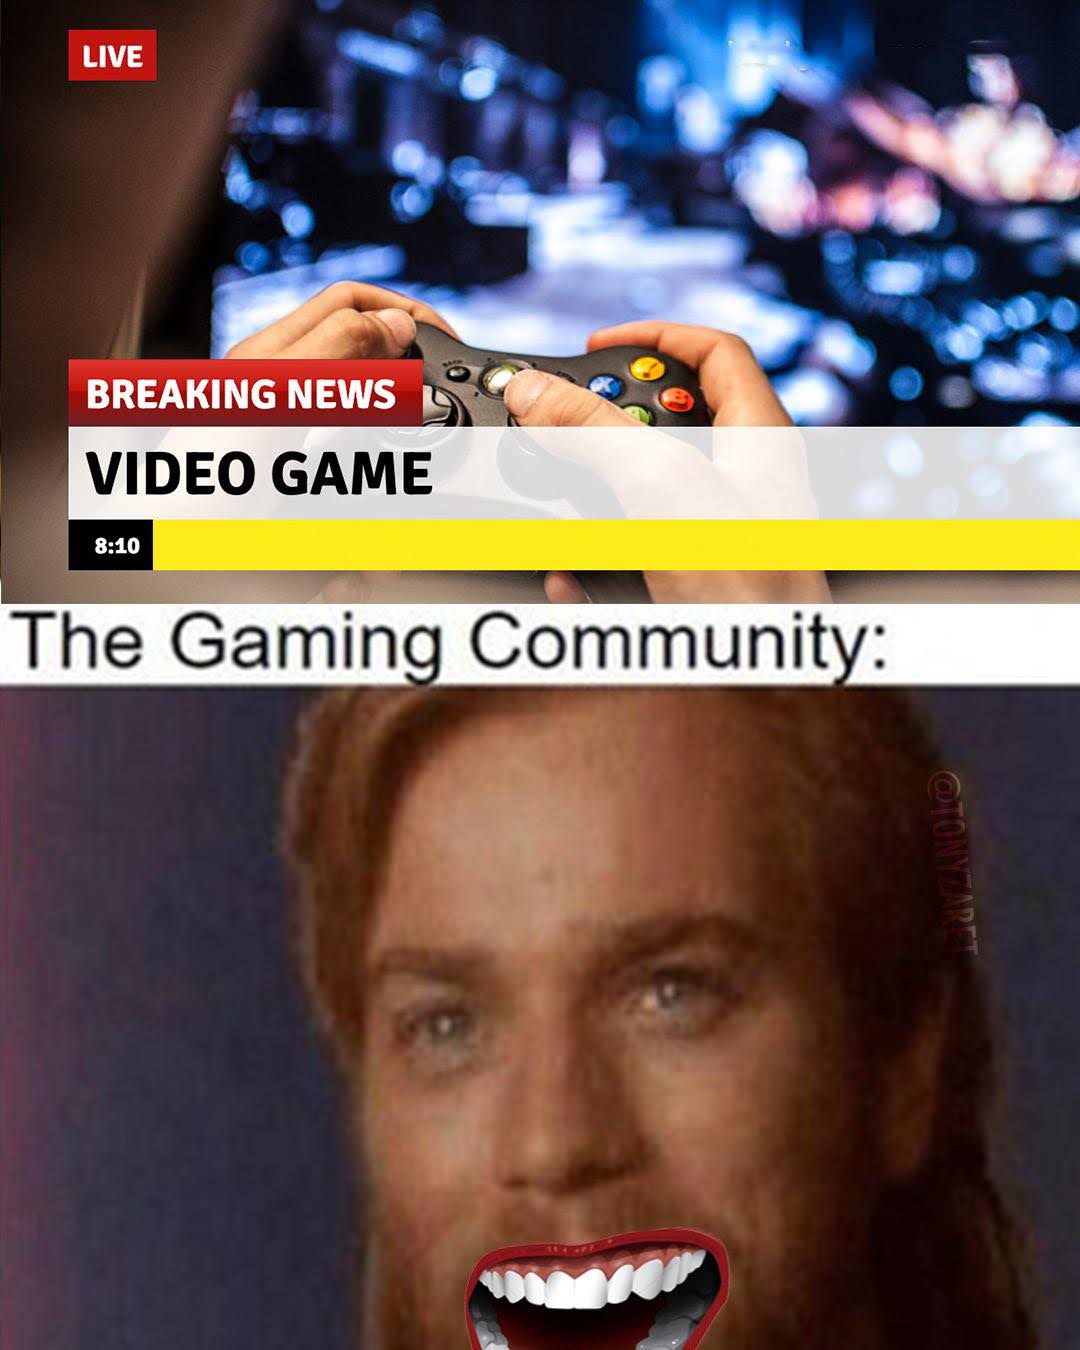 LIVE
BREAKING NEWS
VIDEO GAME
8:10
The Gaming Community:
@TONYZARET